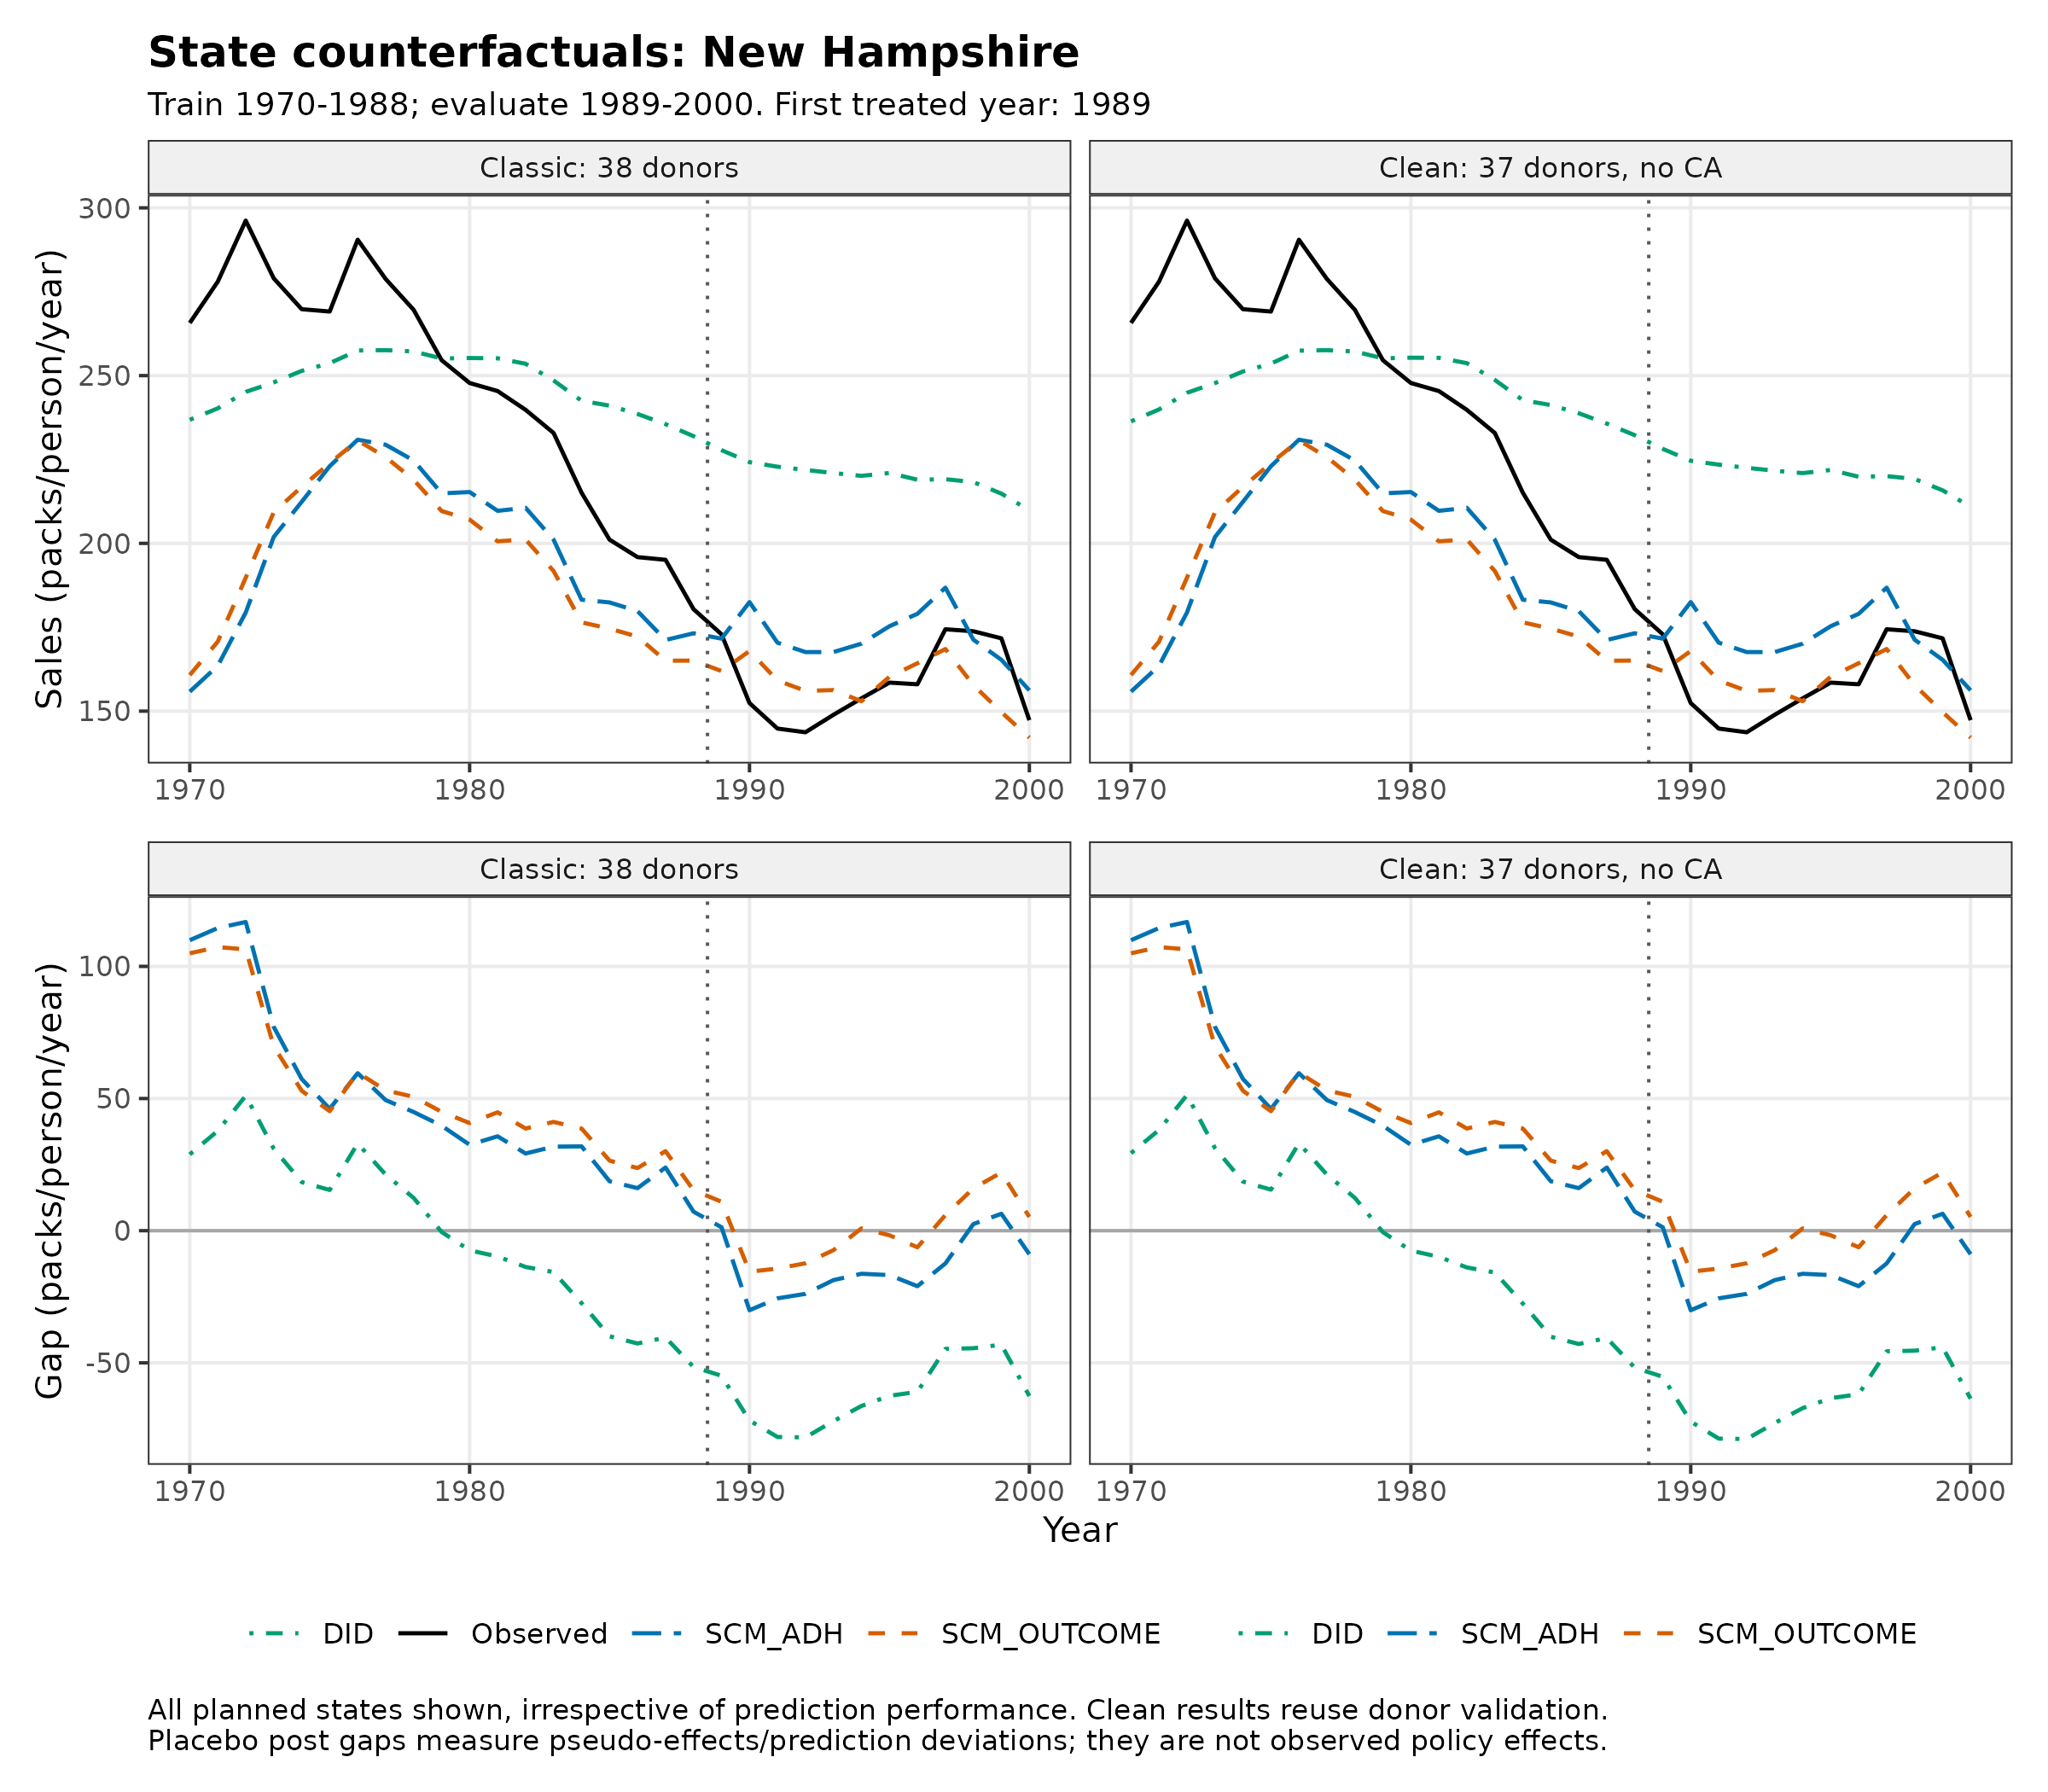 State counterfactuals: New Hampshire
Train 1970-1988; evaluate 1989-2000. First treated year: 1989
Classic: 38 donors
Clean: 37 donors, no CA
Sales (packs/person/year)
300
250
200
150
1970 1980 1990 2000
1970 1980 1990 2000
Classic: 38 donors
Clean: 37 donors, no CA
Gap (packs/person/year)
100
50
0
-50
1970 1980 1990 2000
1970 1980 1990 2000
Year
DID Observed SCM_ADH SCM_OUTCOME DID SCM_ADH SCM_OUTCOME
All planned states shown, irrespective of prediction performance. Clean results reuse donor validation.
Placebo post gaps measure pseudo-effects/prediction deviations; they are not observed policy effects.